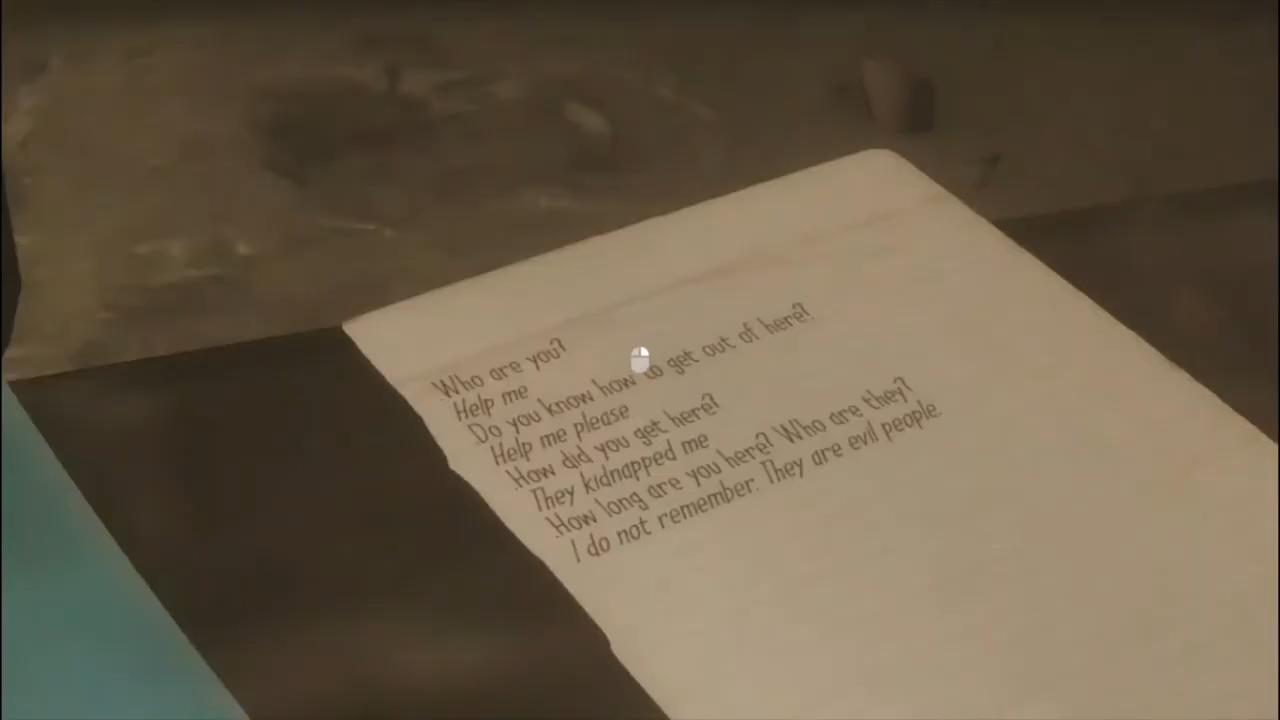 Who are you?
Help me
Do you know how to get out of here?
Help me please
How did you get here?
They kidnapped me
How long are you here? Who are they?
I do not remember. They are evil people.